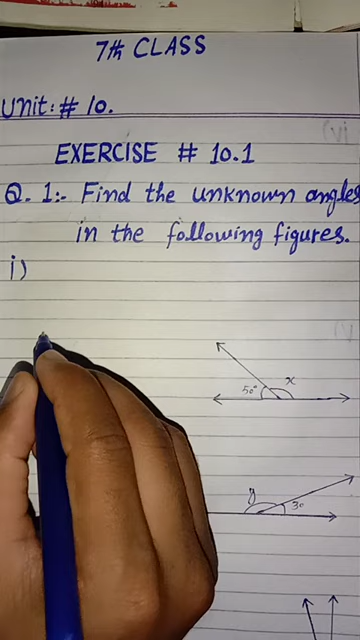 7th CLASS
Unit:# 10.
EXERCISE # 10.1
Q. 1:- Find the unknown angles
in the following figures.
i)
50° x
y 30